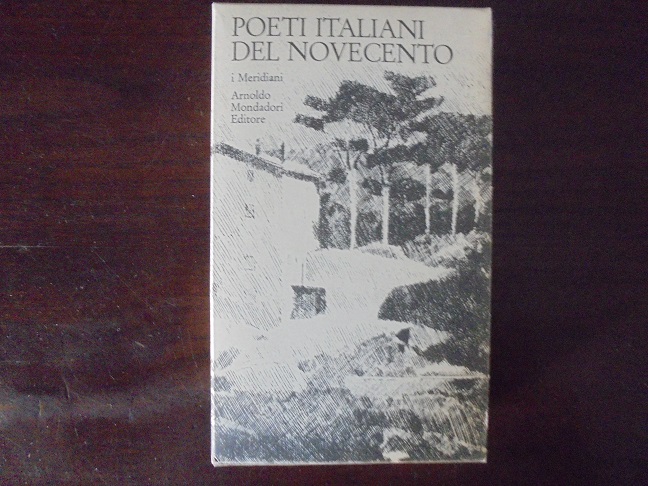 POETI ITALIANI
DEL NOVECENTO
i Meridiani
Arnoldo
Mondadori
Editore